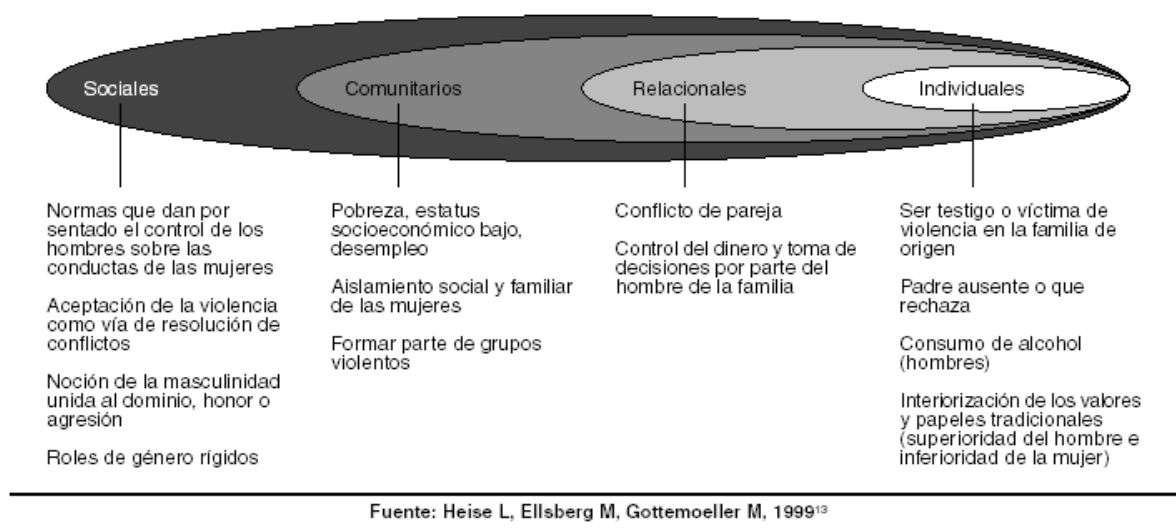 Sociales
Comunitarios
Relacionales
Individuales
Normas que dan por
sentado el control de los
hombres sobre las
conductas de las mujeres
Aceptación de la violencia
como vía de resolución de
conflictos
Noción de la masculinidad
unida al dominio, honor o
agresión
Roles de género rígidos
Pobreza, estatus
socioeconómico bajo,
desempleo
Aislamiento social y familiar
de las mujeres
Formar parte de grupos
violentos
Conflicto de pareja
Control del dinero y toma de
decisiones por parte del
hombre de la familia
Ser testigo o víctima de
violencia en la familia de
origen
Padre ausente o que
rechaza
Consumo de alcohol
(hombres)
Interiorización de los valores
y papeles tradicionales
(superioridad del hombre e
inferioridad de la mujer)
Fuente: Heise L, Ellsberg M, Gottemoeller M, 1999¹³